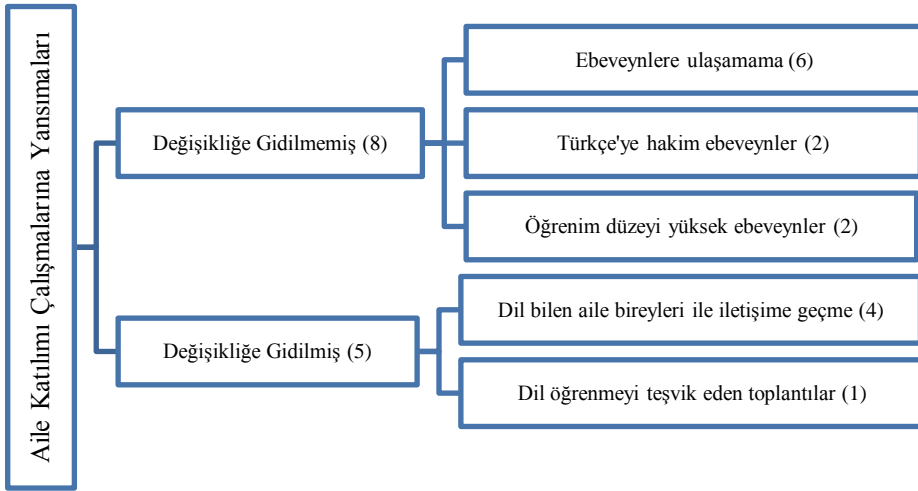 Aile Katılımı Çalışmalarına Yansımaları
Değişikliğe Gidilmemiş (8)
Ebeveynlere ulaşamama (6)
Türkçe'ye hakim ebeveynler (2)
Öğrenim düzeyi yüksek ebeveynler (2)
Değişikliğe Gidilmiş (5)
Dil bilen aile bireyleri ile iletişime geçme (4)
Dil öğrenmeyi teşvik eden toplantılar (1)